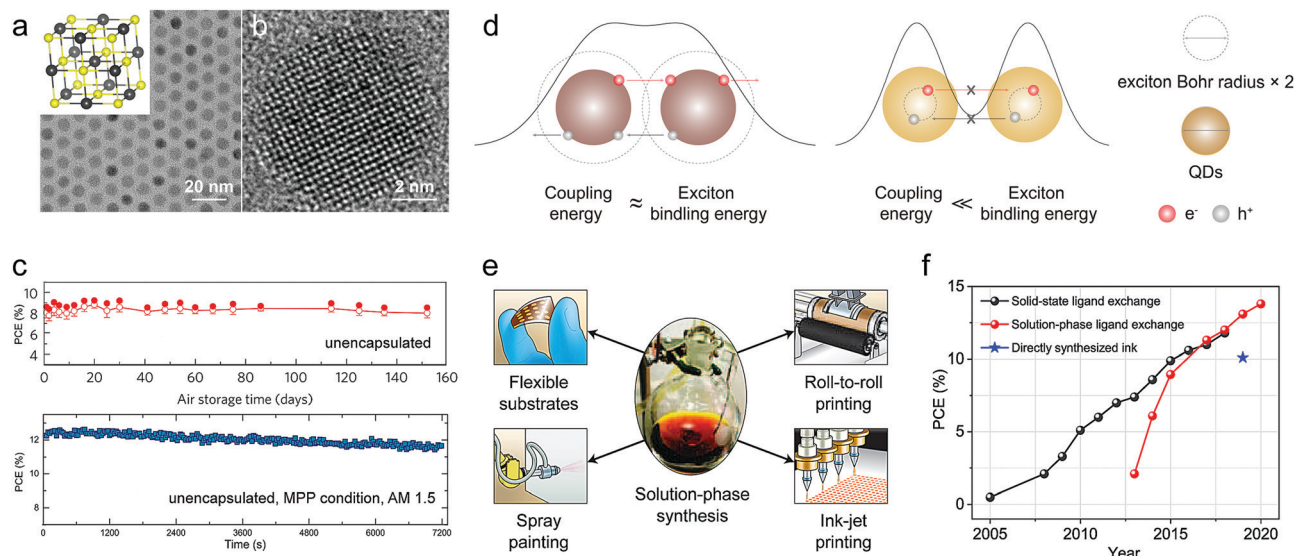 a
20 nm
b
2 nm
d
Coupling
energy
≈
Exciton
bindling energy
Coupling
energy
≪
Exciton
bindling energy
exciton Bohr radius × 2
QDs
e⁻
h⁺
c
PCE (%)
10
8
6
4
unencapsulated
0 20 40 60 80 100 120 140 160
Air storage time (days)
PCE (%)
12
10
8
unencapsulated, MPP condition, AM 1.5
0 1200 2400 3600 4800 6000 7200
Time (s)
e
Flexible
substrates
Roll-to-roll
printing
Spray
painting
Solution-phase
synthesis
Ink-jet
printing
f
PCE (%)
15
10
5
0
Solid-state ligand exchange
Solution-phase ligand exchange
Directly synthesized ink
2005 2010 2015 2020
Year